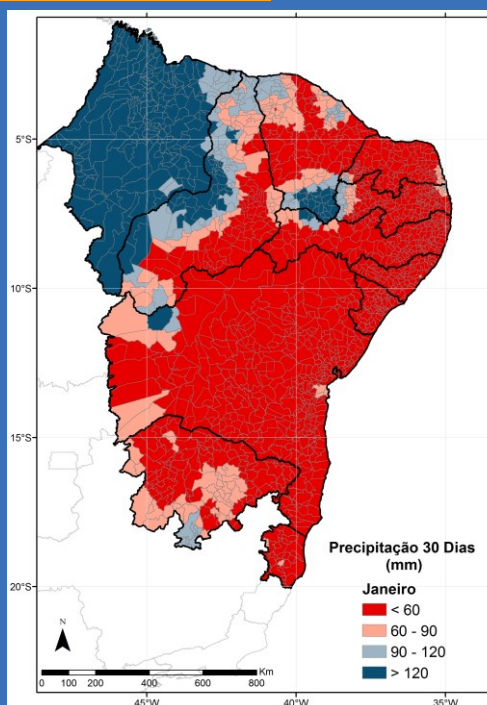 5°S
10°S
15°S
20°S
Precipitação 30 Dias
(mm)
Janeiro
< 60
60 - 90
90 - 120
> 120
N
Km
0 100 200 400 600 800
45°W 40°W 35°W